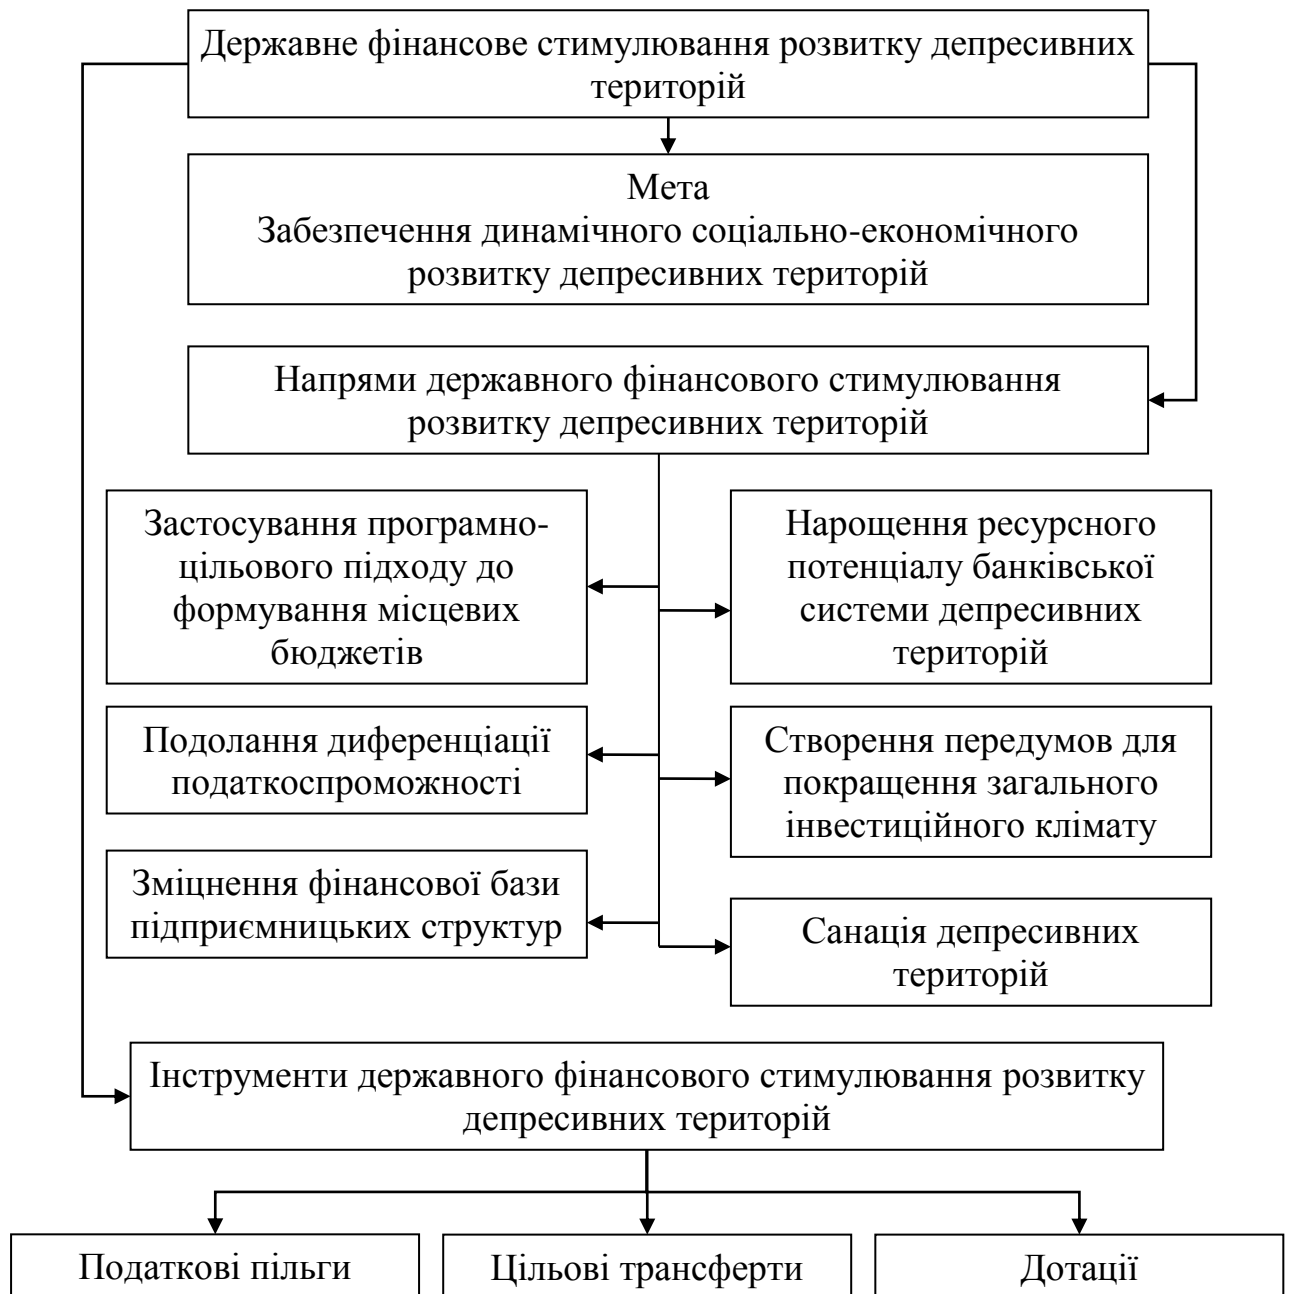 Державне фінансове стимулювання розвитку депресивних
територій
Мета
Забезпечення динамічного соціально-економічного
розвитку депресивних територій
Напрями державного фінансового стимулювання
розвитку депресивних територій
Застосування програмно-
цільового підходу до
формування місцевих
бюджетів
Нарощення ресурсного
потенціалу банківської
системи депресивних
територій
Подолання диференціації
податкоспроможності
Створення передумов для
покращення загального
інвестиційного клімату
Зміцнення фінансової бази
підприємницьких структур
Санація депресивних
територій
Інструменти державного фінансового стимулювання розвитку
депресивних територій
Податкові пільги
Цільові трансферти
Дотації